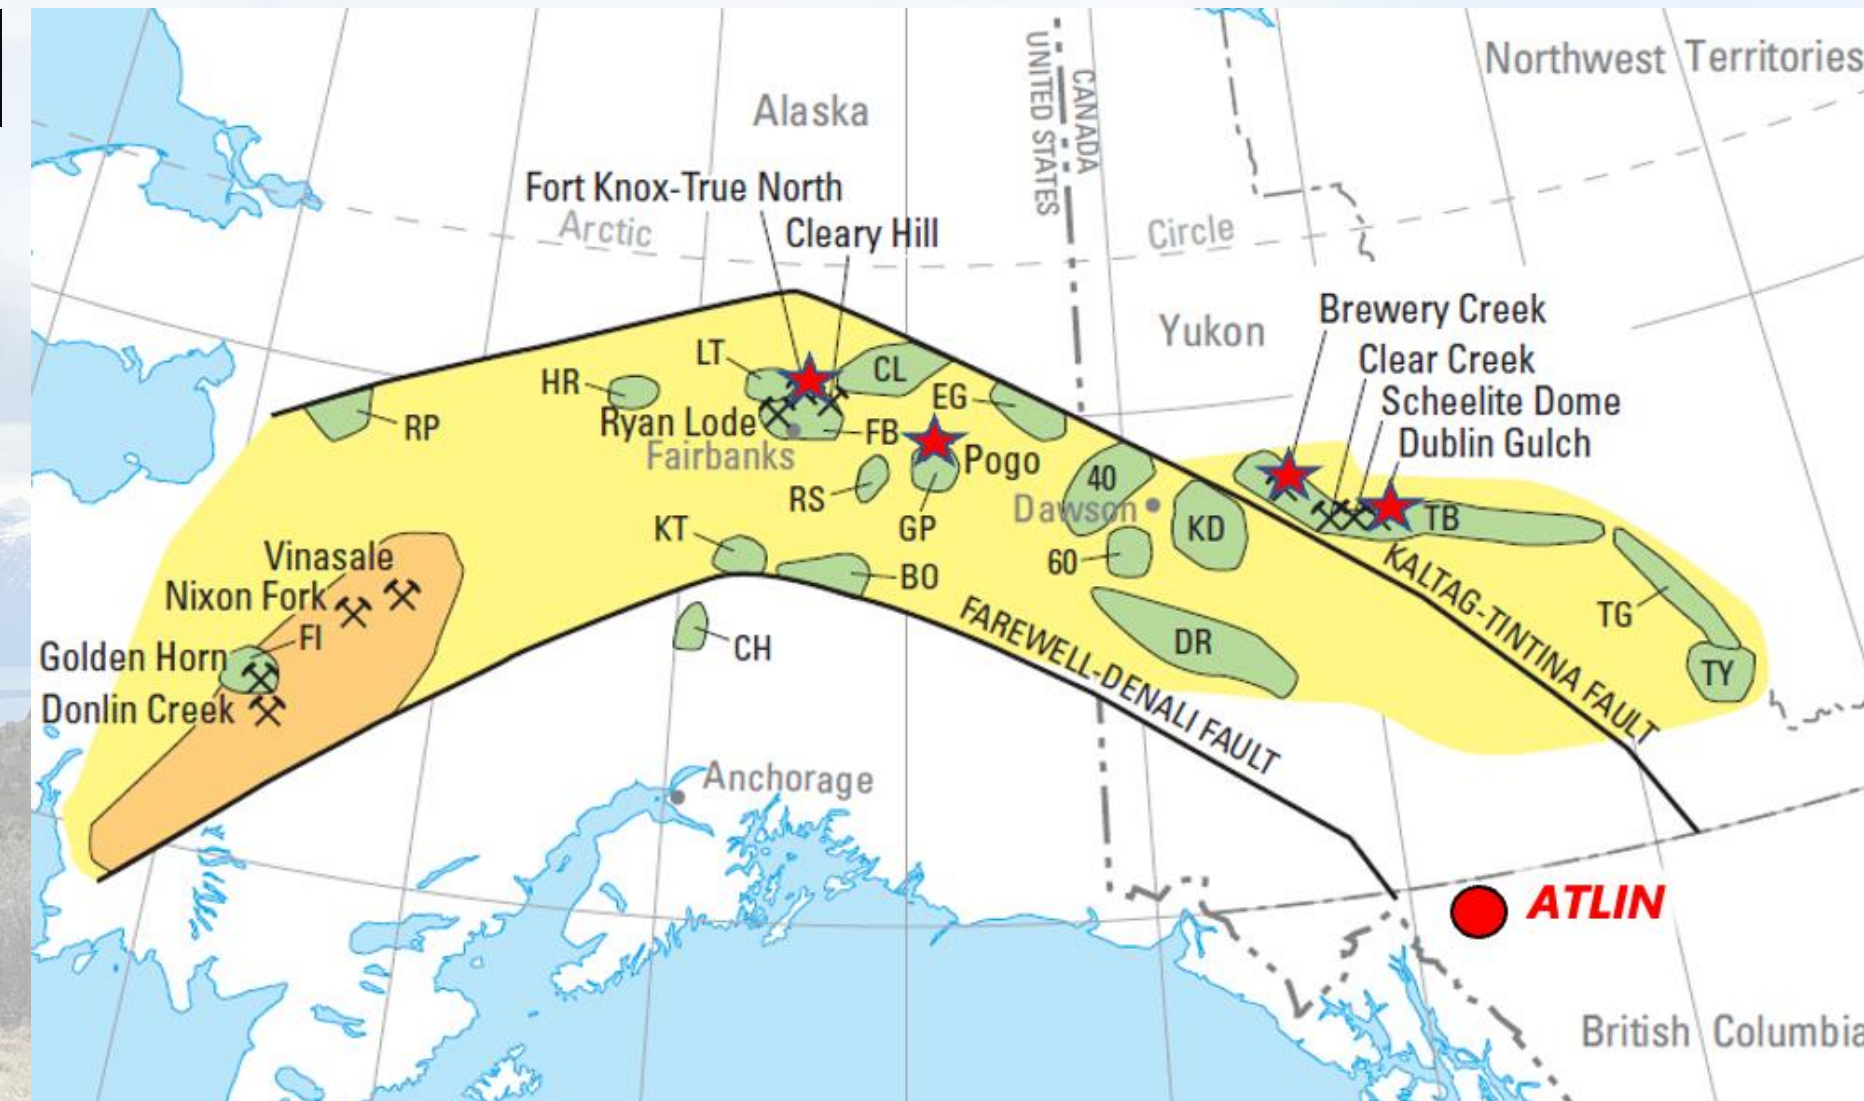 Northwest Territories
UNITED STATES
CANADA
Alaska
Fort Knox-True North
Arctic
Circle
Cleary Hill
Brewery Creek
Yukon
Clear Creek
Scheelite Dome
Dublin Gulch
LT
CL
HR
EG
RP
Ryan Lode
FB
Fairbanks
Pogo
40
RS
GP
Dawson
KD
TB
KT
60
BO
Vinasale
Nixon Fork
FI
Golden Horn
Donlin Creek
CH
DR
TG
TY
KALTAG-TINTINA FAULT
FAREWELL-DENALI FAULT
Anchorage
ATLIN
British Columbia